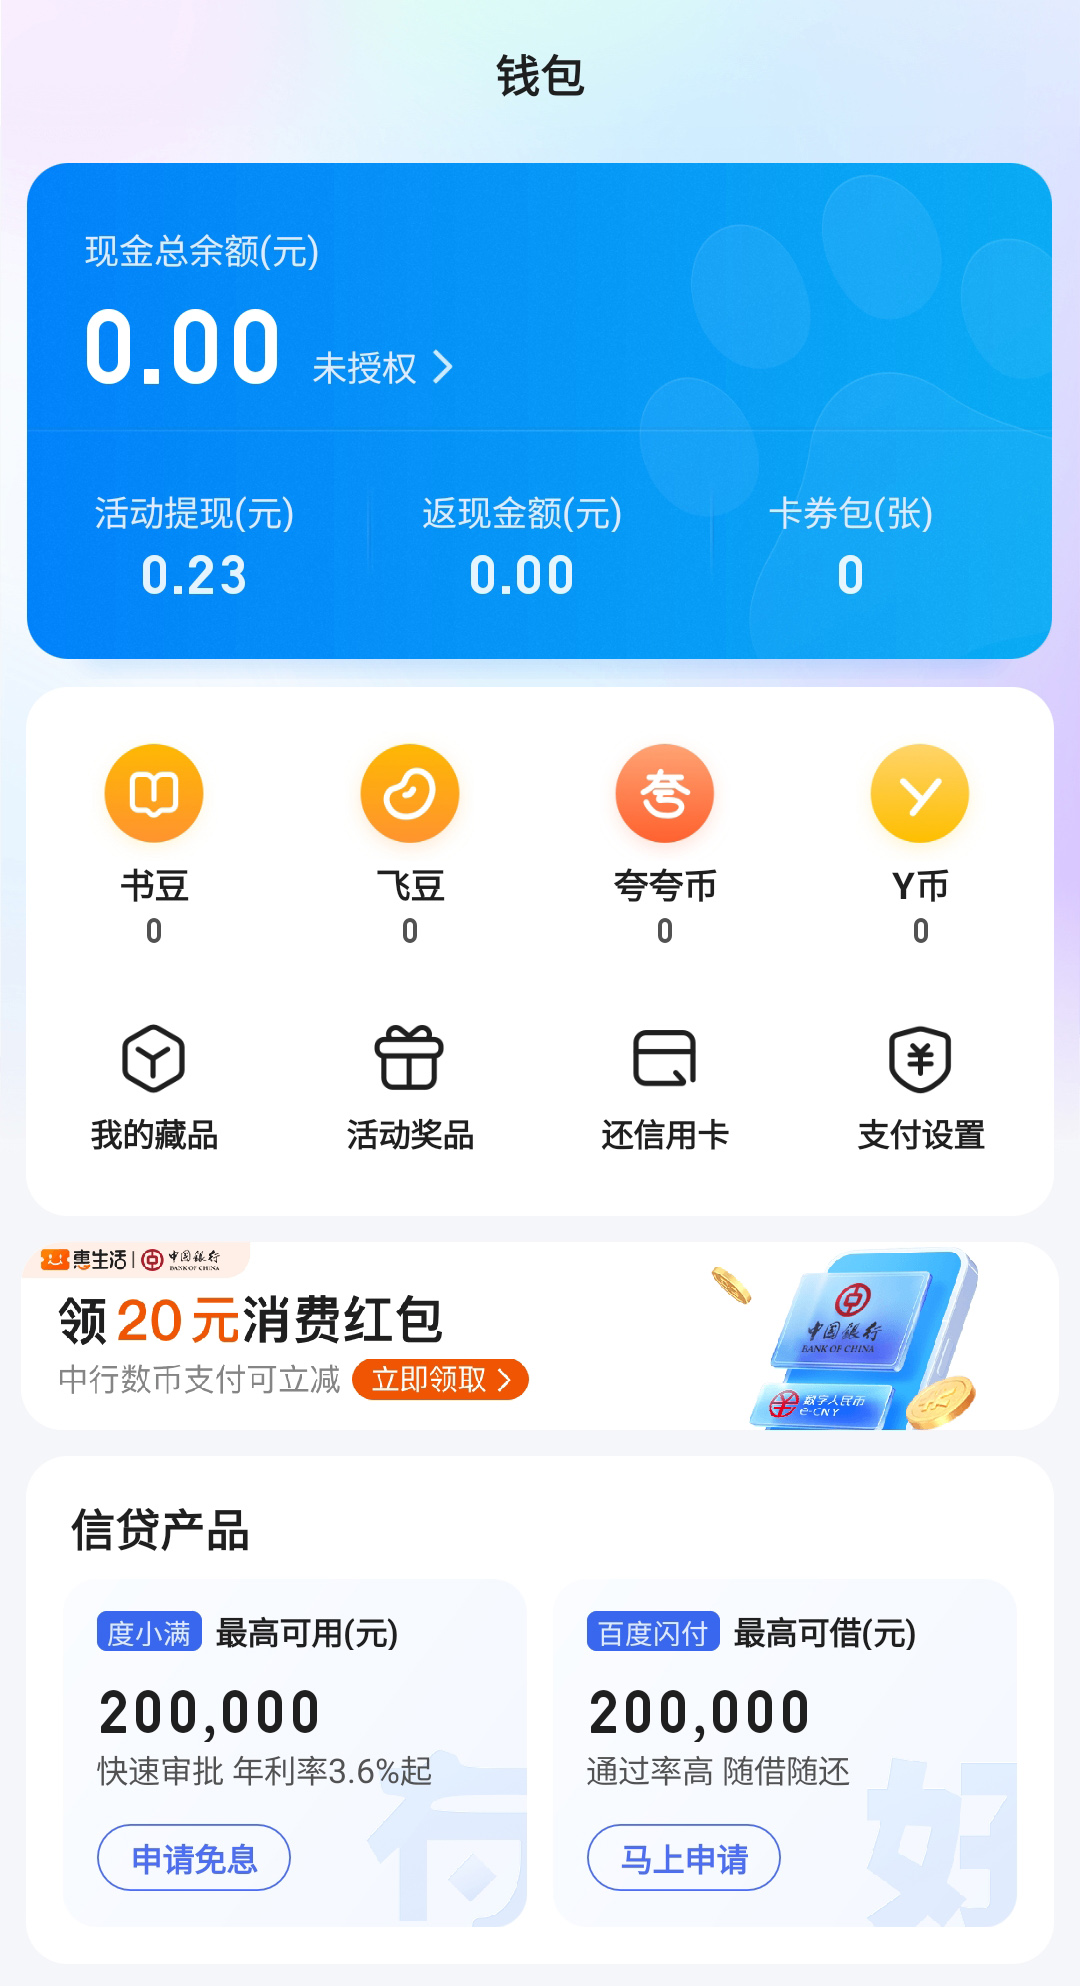 钱包
现金总余额(元)
0.00 未授权
活动提现(元) 返现金额(元) 卡券包(张)
0.23 0.00 0
夸 Y
书豆 飞豆 夸夸币 Y币
0 0 0 0
我的藏品 活动奖品 还信用卡 支付设置
惠生活 中国银行
BANK OF CHINA
领20元消费红包
中行数币支付可立减 立即领取
中国银行
BANK OF CHINA
数字人民币
e-CNY
信贷产品
度小满 最高可用(元)
200,000
快速审批 年利率3.6%起
申请免息
有
百度闪付 最高可借(元)
200,000
通过率高 随借随还
马上申请
好